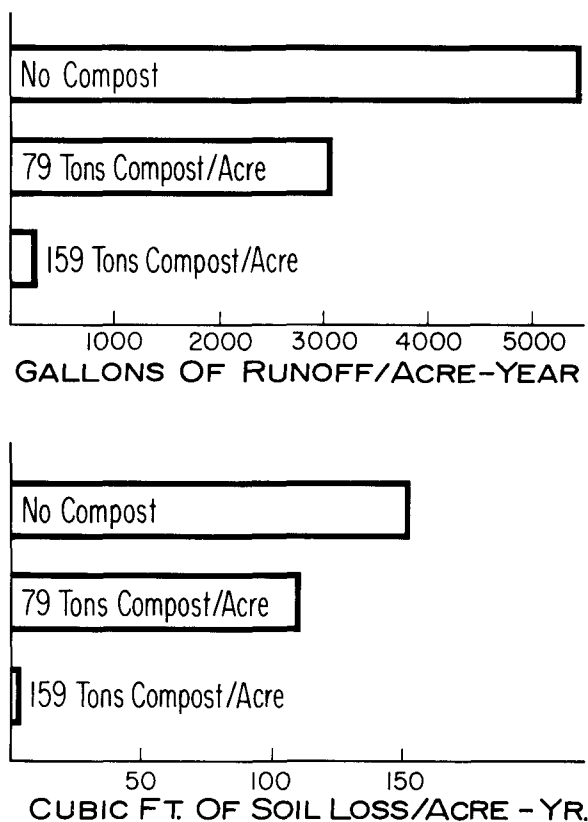 No Compost
79 Tons Compost/Acre
159 Tons Compost/Acre
1000 2000 3000 4000 5000
GALLONS OF RUNOFF/ACRE-YEAR
No Compost
79 Tons Compost/Acre
159 Tons Compost/Acre
50 100 150
CUBIC FT. OF SOIL LOSS/ACRE-YR.